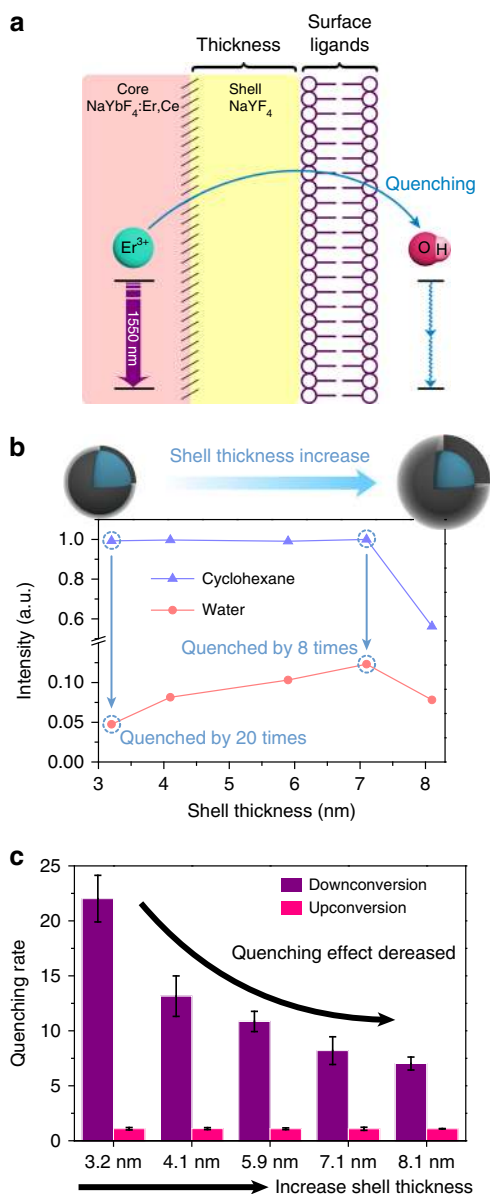 a
Thickness
Surface
ligands
Core
NaYbF4:Er,Ce
Shell
NaYF4
Quenching
Er3+
O H
1550 nm
b
Shell thickness increase
1.0
0.8
0.6
0.10
0.05
0.00
Intensity (a.u.)
Cyclohexane
Water
Quenched by 8 times
Quenched by 20 times
3 4 5 6 7 8
Shell thickness (nm)
c
25
20
15
10
5
0
Quenching rate
Downconversion
Upconversion
Quenching effect dereased
3.2 nm 4.1 nm 5.9 nm 7.1 nm 8.1 nm
Increase shell thickness